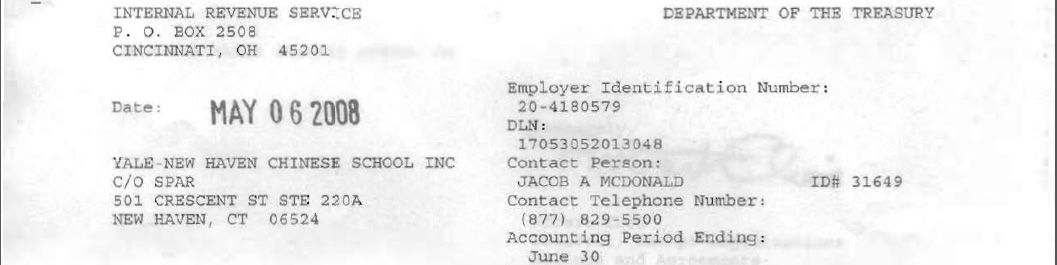 INTERNAL REVENUE SERVICE
P. O. BOX 2508
CINCINNATI, OH 45201
DEPARTMENT OF THE TREASURY
Date: MAY 06 2008
YALE-NEW HAVEN CHINESE SCHOOL INC
C/O SPAR
501 CRESCENT ST STE 220A
NEW HAVEN, CT 06524
Employer Identification Number:
20-4180579
DLN:
17053052013048
Contact Person:
JACOB A MCDONALD ID# 31649
Contact Telephone Number:
(877) 829-5500
Accounting Period Ending:
June 30